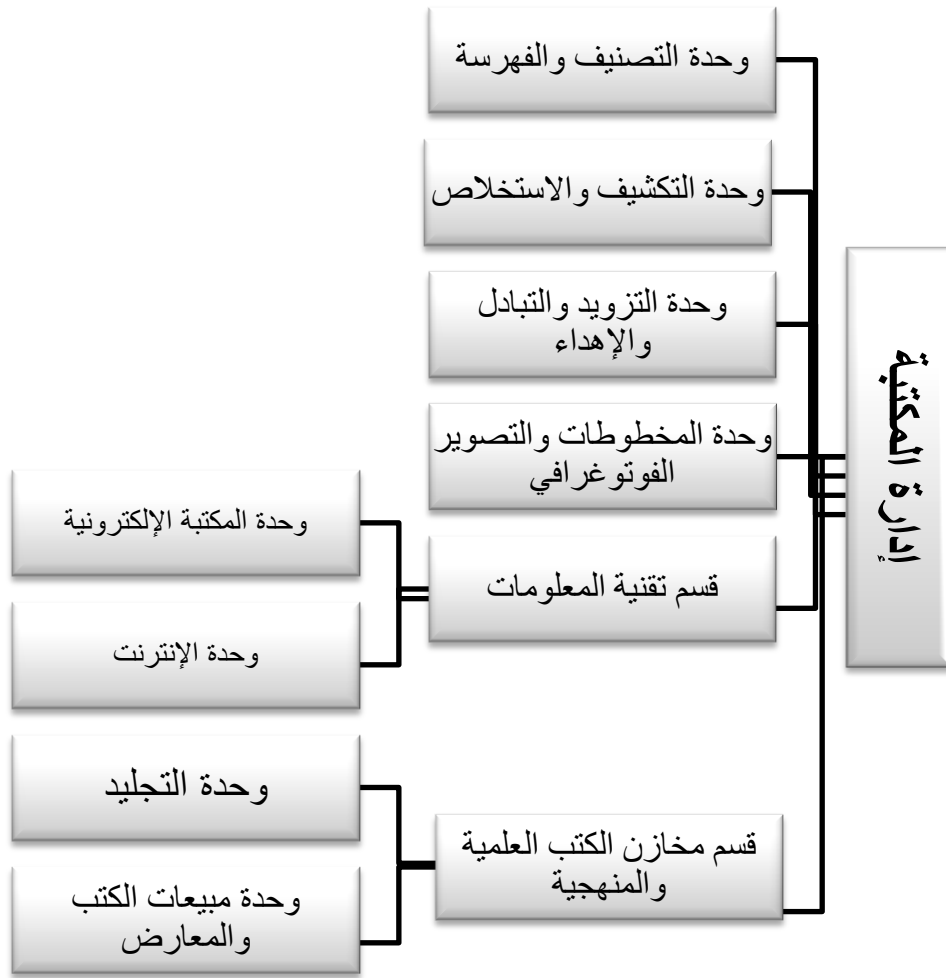 إدارة المكتبة
وحدة التصنيف والفهرسة
وحدة التكشيف والاستخلاص
وحدة التزويد والتبادل
والإهداء
وحدة المخطوطات والتصوير
الفوتوغرافي
قسم تقنية المعلومات
وحدة المكتبة الإلكترونية
وحدة الإنترنت
قسم مخازن الكتب العلمية
والمنهجية
وحدة التجليد
وحدة مبيعات الكتب
والمعارض